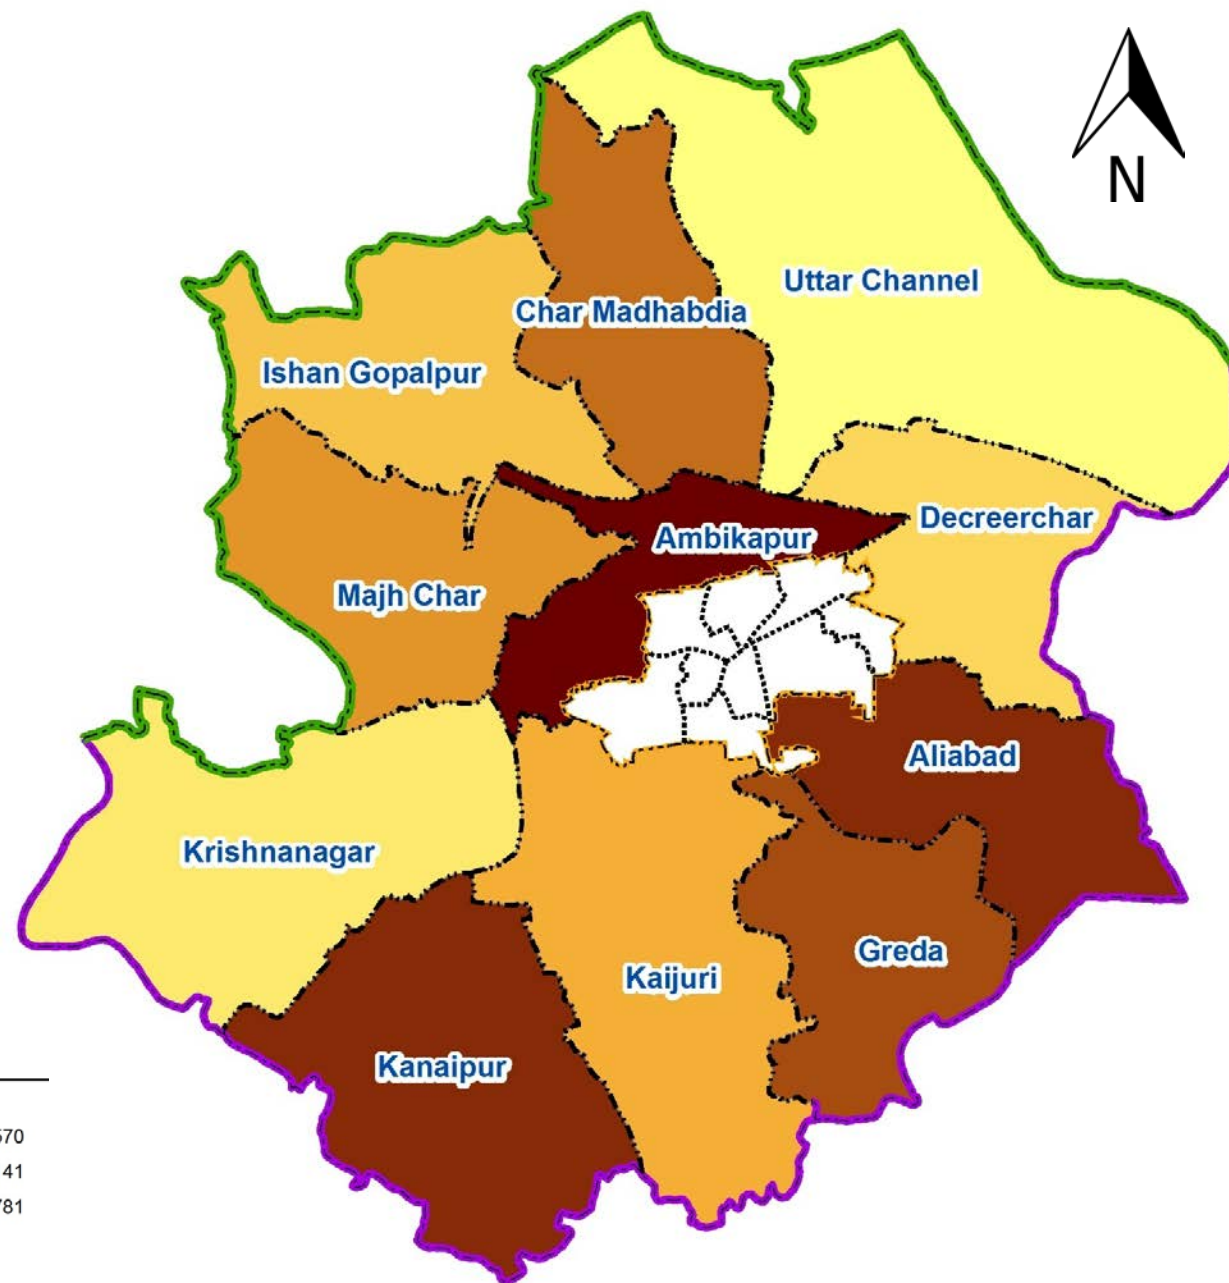 N
Uttar Channel
Char Madhabdia
Ishan Gopalpur
Decreerchar
Ambikapur
Majh Char
Aliabad
Krishnanagar
Greda
Kaijuri
Kanaipur